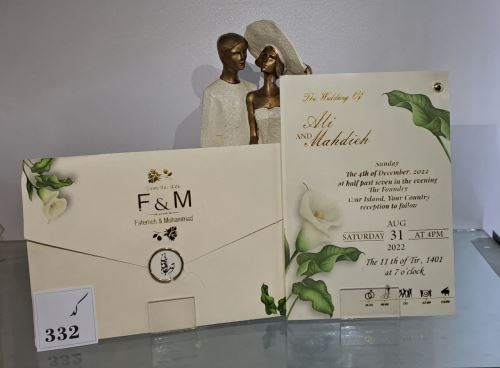 F & M
Fatemeh & Mohammad
332
The Wedding Of
Ali
AND Mahdieh
Sunday
The 4th of December, 2022
at half past seven in the evening
The Foundry
Your Island, Your Country
reception to follow
AUG
SATURDAY 31 AT 4PM
2022
The 11 th of Tir, 1401
at 7 o'clock